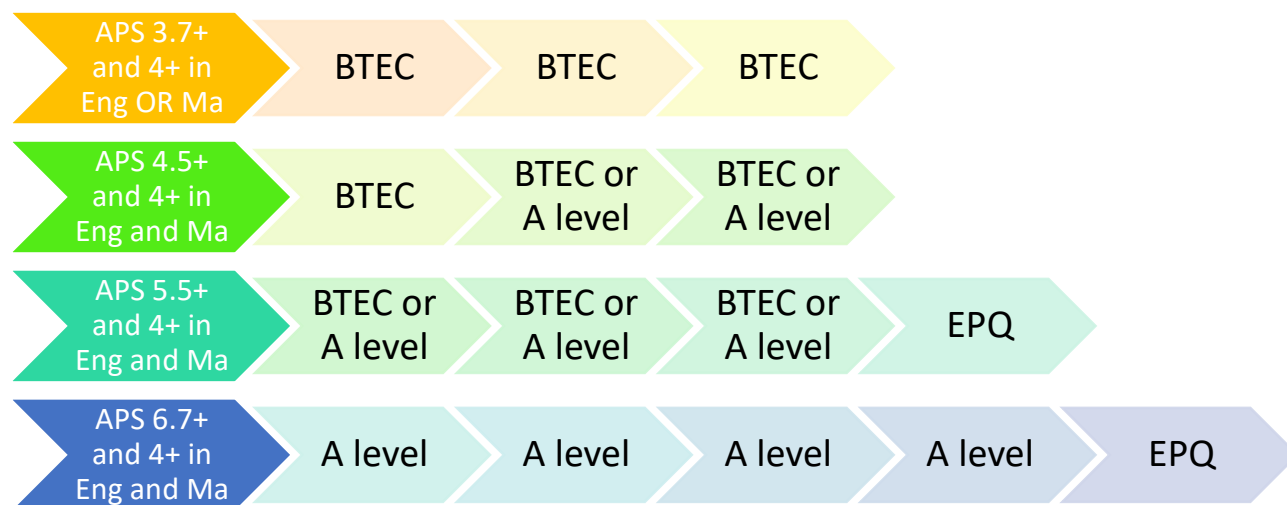 APS 3.7+
and 4+ in
Eng OR Ma
BTEC
BTEC
BTEC
APS 4.5+
and 4+ in
Eng and Ma
BTEC
BTEC or
A level
BTEC or
A level
APS 5.5+
and 4+ in
Eng and Ma
BTEC or
A level
BTEC or
A level
BTEC or
A level
EPQ
APS 6.7+
and 4+ in
Eng and Ma
A level
A level
A level
A level
EPQ